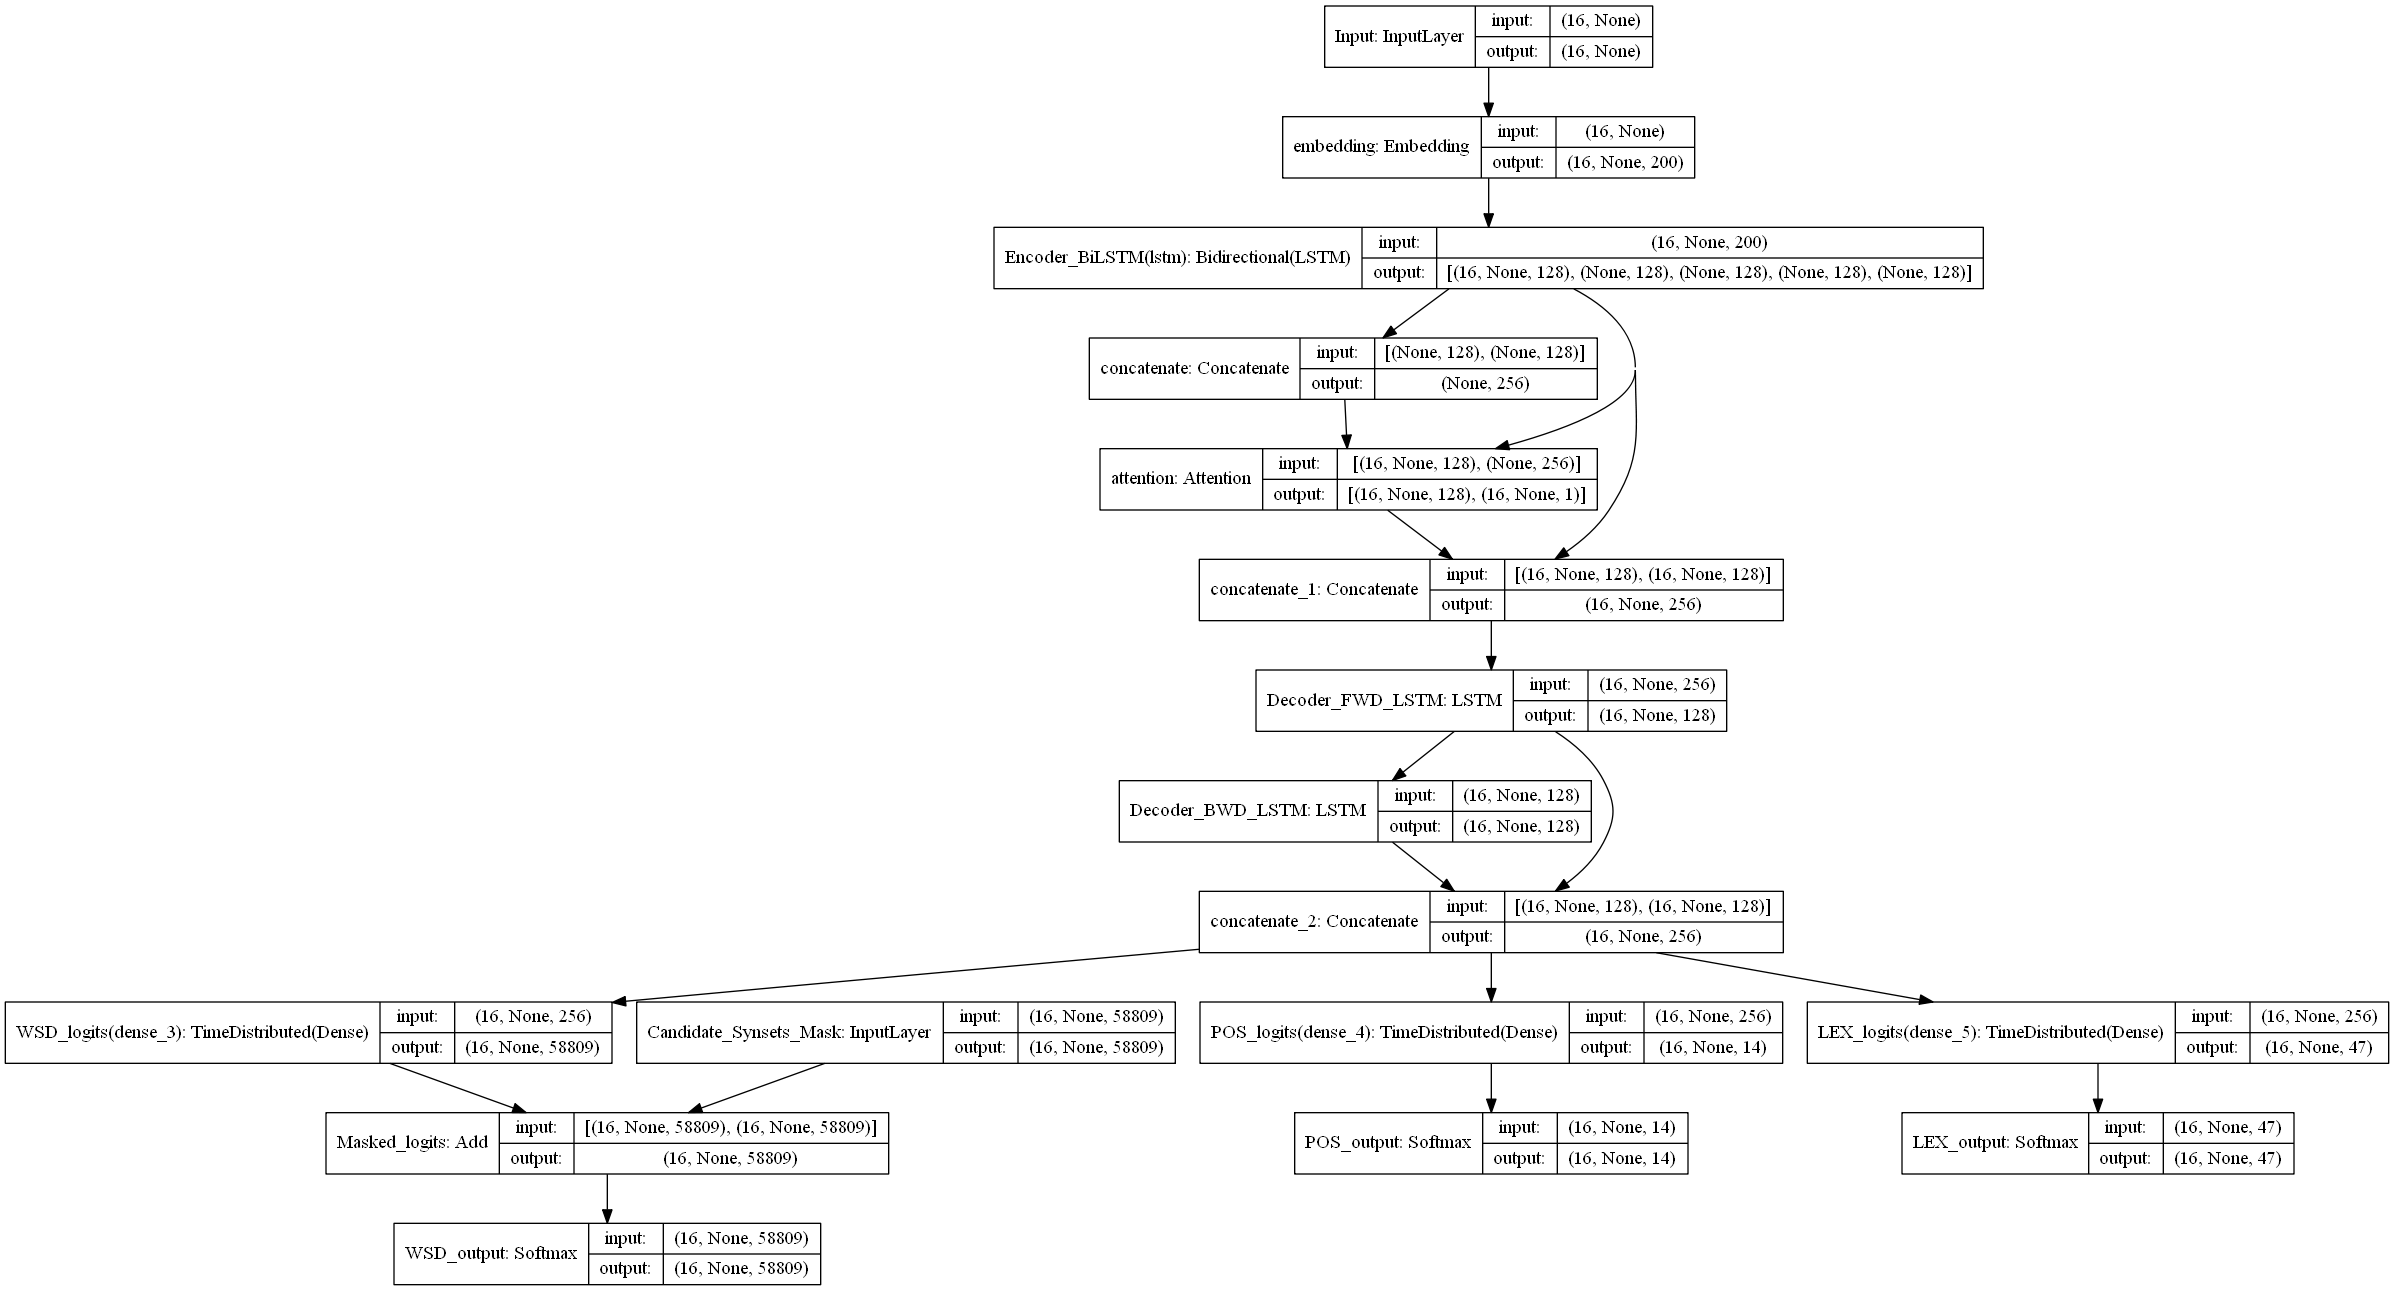 Input: InputLayer
input:
(16, None)
output:
(16, None)
embedding: Embedding
input:
(16, None)
output:
(16, None, 200)
Encoder_BiLSTM(lstm): Bidirectional(LSTM)
input:
(16, None, 200)
output:
[(16, None, 128), (None, 128), (None, 128), (None, 128), (None, 128)]
concatenate: Concatenate
input:
[(None, 128), (None, 128)]
output:
(None, 256)
attention: Attention
input:
[(16, None, 128), (None, 256)]
output:
[(16, None, 128), (16, None, 1)]
concatenate_1: Concatenate
input:
[(16, None, 128), (16, None, 128)]
output:
(16, None, 256)
Decoder_FWD_LSTM: LSTM
input:
(16, None, 256)
output:
(16, None, 128)
Decoder_BWD_LSTM: LSTM
input:
(16, None, 128)
output:
(16, None, 128)
concatenate_2: Concatenate
input:
[(16, None, 128), (16, None, 128)]
output:
(16, None, 256)
WSD_logits(dense_3): TimeDistributed(Dense)
input:
(16, None, 256)
output:
(16, None, 58809)
Candidate_Synsets_Mask: InputLayer
input:
(16, None, 58809)
output:
(16, None, 58809)
POS_logits(dense_4): TimeDistributed(Dense)
input:
(16, None, 256)
output:
(16, None, 14)
LEX_logits(dense_5): TimeDistributed(Dense)
input:
(16, None, 256)
output:
(16, None, 47)
Masked_logits: Add
input:
[(16, None, 58809), (16, None, 58809)]
output:
(16, None, 58809)
POS_output: Softmax
input:
(16, None, 14)
output:
(16, None, 14)
LEX_output: Softmax
input:
(16, None, 47)
output:
(16, None, 47)
WSD_output: Softmax
input:
(16, None, 58809)
output:
(16, None, 58809)